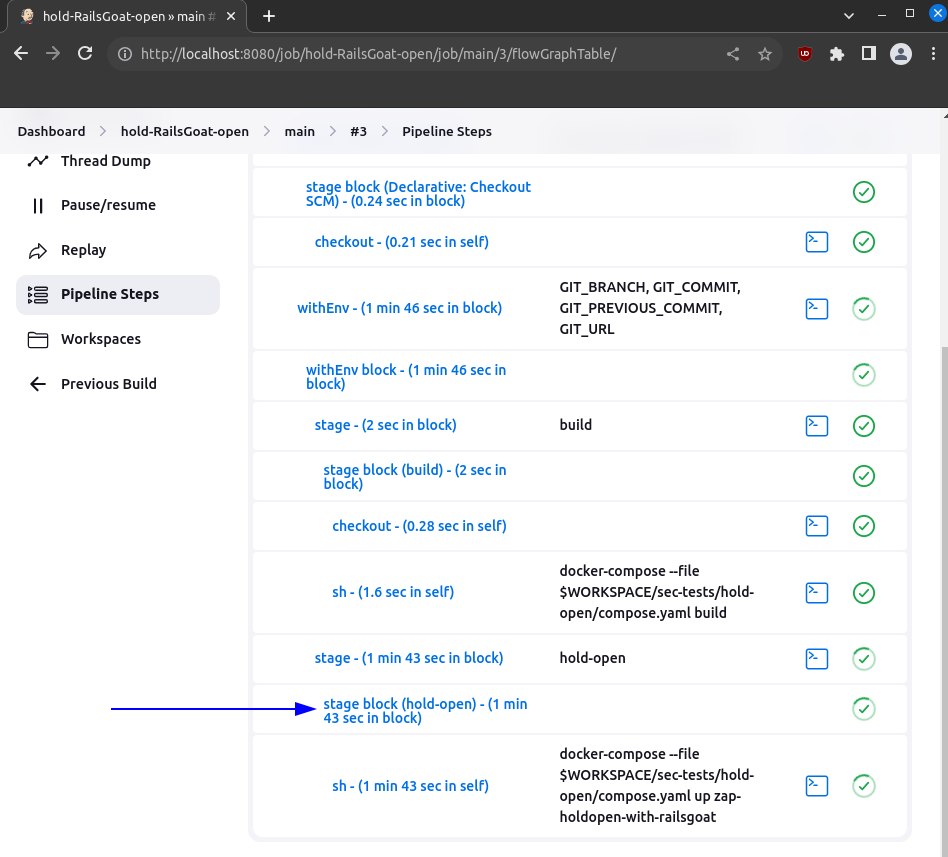 hold-RailsGoat-open » main #
http://localhost:8080/job/hold-RailsGoat-open/job/main/3/flowGraphTable/
UD
Dashboard > hold-RailsGoat-open > main > #3 > Pipeline Steps
Thread Dump
Pause/resume
Replay
Pipeline Steps
Workspaces
Previous Build
stage block (Declarative: Checkout
SCM) - (0.24 sec in block)
checkout - (0.21 sec in self)
withEnv - (1 min 46 sec in block)
GIT_BRANCH, GIT_COMMIT,
GIT_PREVIOUS_COMMIT,
GIT_URL
withEnv block - (1 min 46 sec in
block)
stage - (2 sec in block)
build
stage block (build) - (2 sec in
block)
checkout - (0.28 sec in self)
sh - (1.6 sec in self)
docker-compose --file
$WORKSPACE/sec-tests/hold-
open/compose.yaml build
stage - (1 min 43 sec in block)
hold-open
stage block (hold-open) - (1 min
43 sec in block)
sh - (1 min 43 sec in self)
docker-compose --file
$WORKSPACE/sec-tests/hold-
open/compose.yaml up zap-
holdopen-with-railsgoat